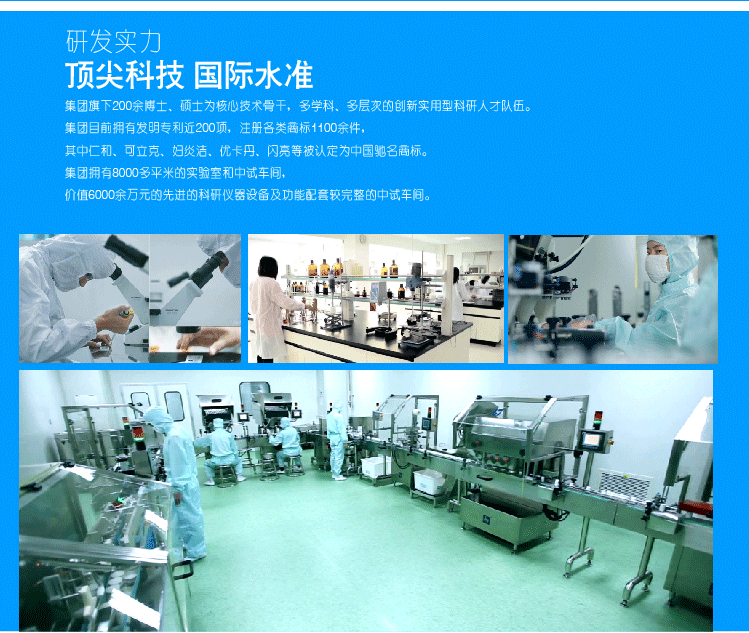 研发实力
顶尖科技 国际水准
集团旗下200余博士、硕士为核心技术骨干，多学科、多层次的创新实用型科研人才队伍。
集团目前拥有发明专利近200项，注册各类商标1100余件，
其中仁和、可立克、妇炎洁、优卡丹、闪亮等被认定为中国驰名商标。
集团拥有8000多平米的实验室和中试车间，
价值6000余万元的先进的科研仪器设备及功能配套较完整的中试车间。